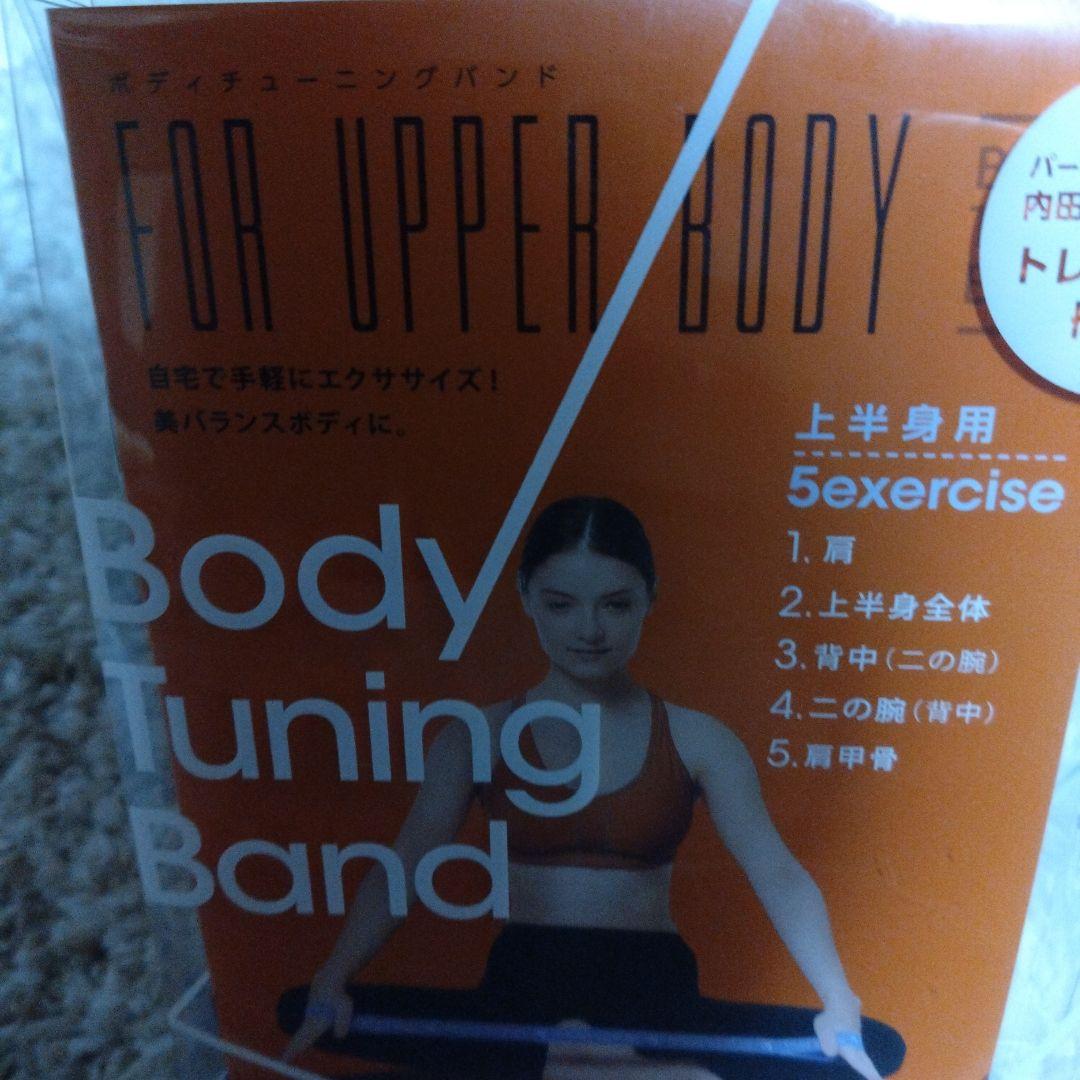 ボディチューニングバンド
FOR UPPER BODY
自宅で手軽にエクササイズ!
美バランスボディに。
上半身用
5exercise
1. 肩
2. 上半身全体
3. 背中(二の腕)
4. 二の腕(背中)
5. 肩甲骨
Body
Tuning
Band
パー
内田
トレ